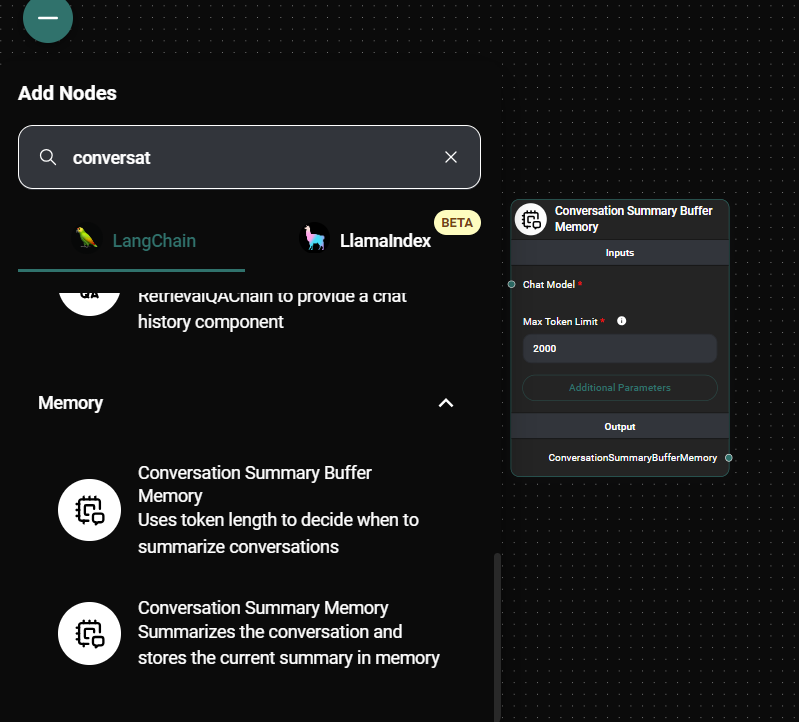 Add Nodes
conversat
LangChain
LlamaIndex
BETA
QA
RetrievalQAChain to provide a chat
history component
Memory
Conversation Summary Buffer
Memory
Uses token length to decide when to
summarize conversations
Conversation Summary Memory
Summarizes the conversation and
stores the current summary in memory
Conversation Summary Buffer
Memory
Inputs
Chat Model *
Max Token Limit *
2000
Additional Parameters
Output
ConversationSummaryBufferMemory